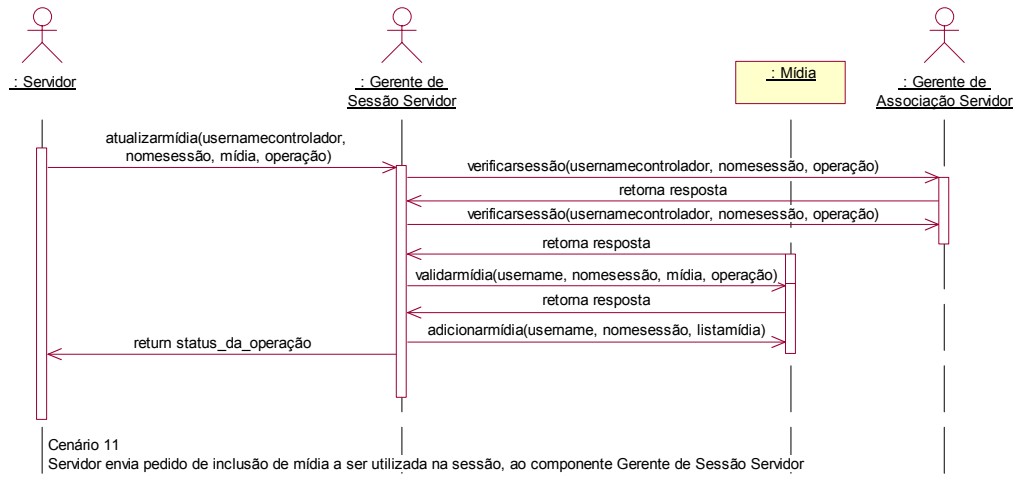 : Servidor
: Gerente de
Sessão Servidor
: Mídia
: Gerente de
Associação Servidor
atualizarmídia(usernamecontrolador,
nomesessão, mídia, operação)
verificarsessão(usernamecontrolador, nomesessão, operação)
retorna resposta
verificarsessão(usernamecontrolador, nomesessão, operação)
retorna resposta
validarmídia(username, nomesessão, mídia, operação)
retorna resposta
adicionarmídia(username, nomesessão, listamídia)
return status_da_operação
Cenário 11
Servidor envia pedido de inclusão de mídia a ser utilizada na sessão, ao componente Gerente de Sessão Servidor